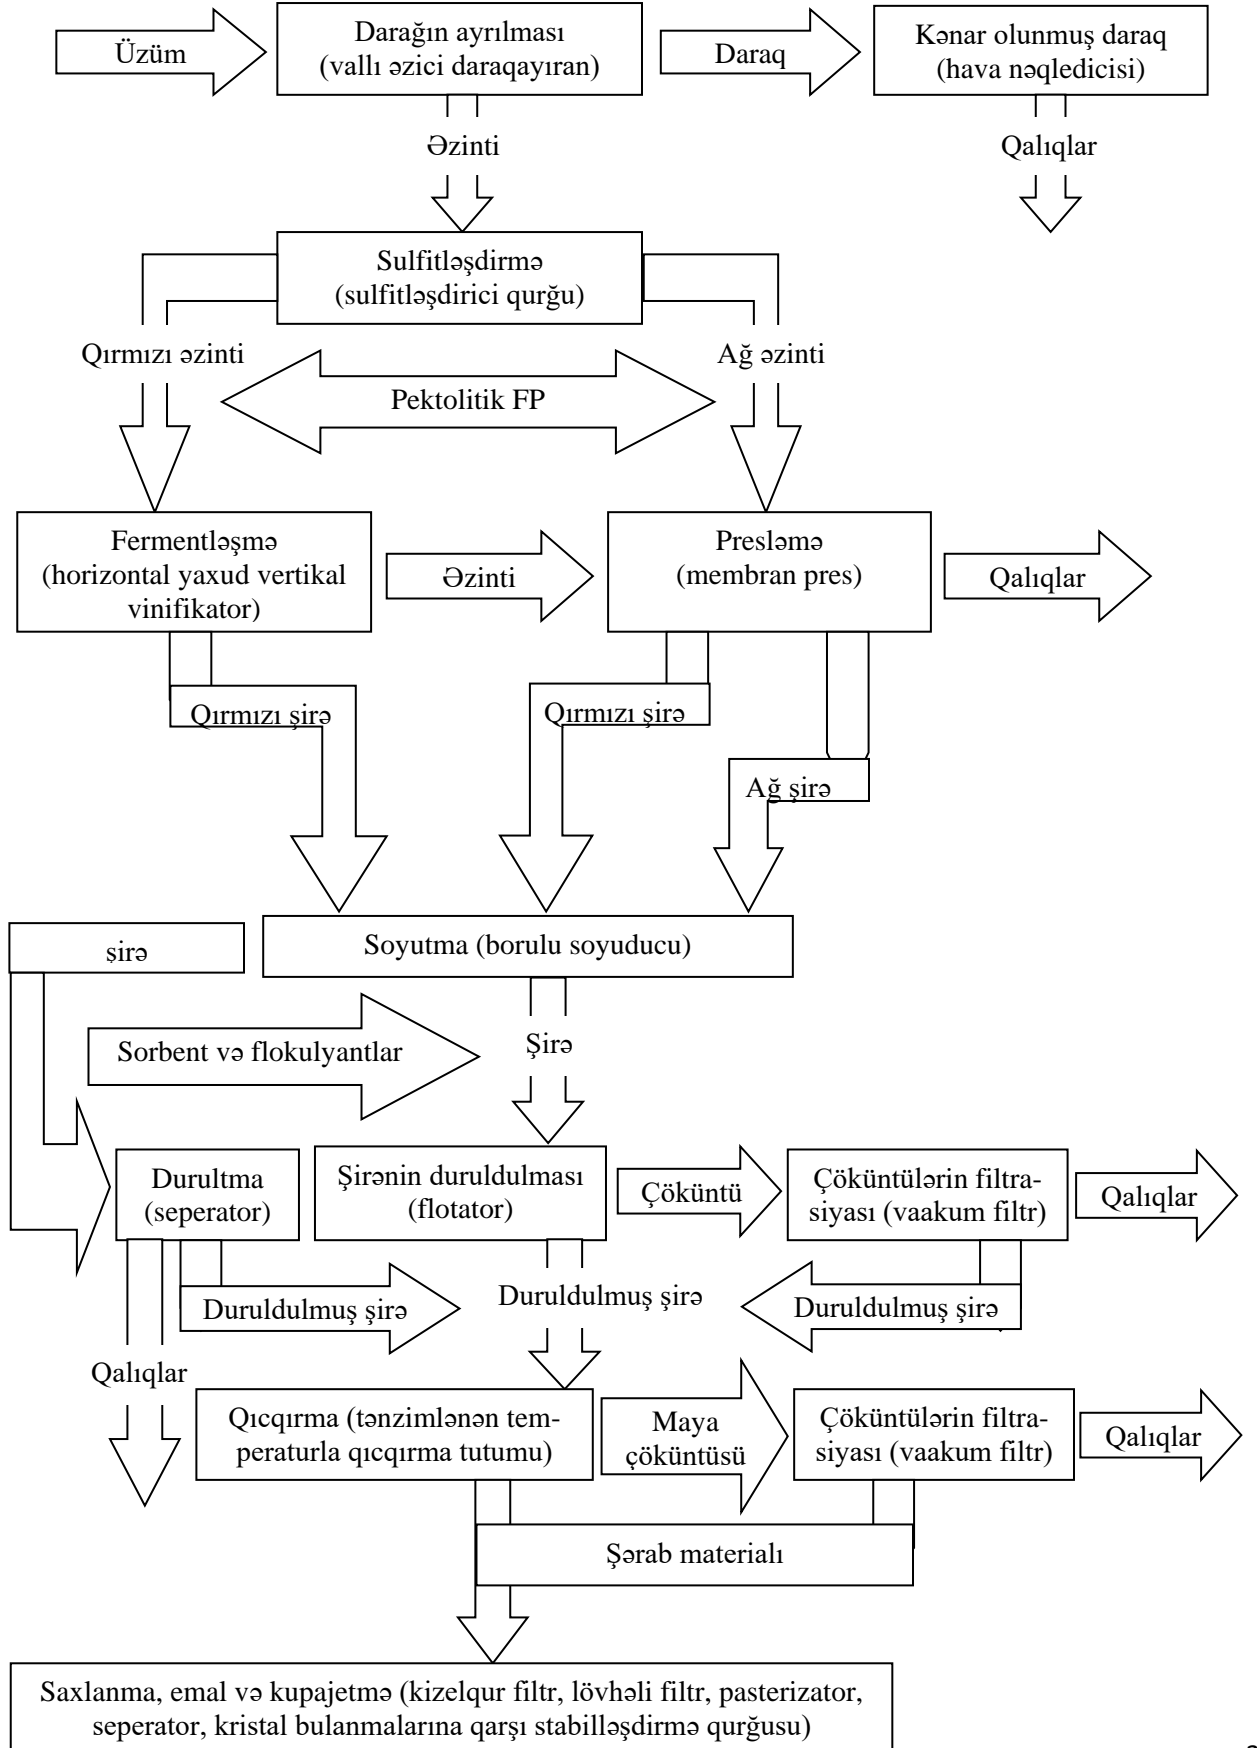 Üzüm
Darağın ayrılması
(vallı əzici daraqayıran)
Daraq
Kənar olunmuş daraq
(hava nəqledicisi)
Əzinti
Qalıqlar
Sulfitləşdirmə
(sulfitləşdirici qurğu)
Qırmızı əzinti
Ağ əzinti
Pektolitik FP
Fermentləşmə
(horizontal yaxud vertikal
vinifikator)
Əzinti
Presləmə
(membran pres)
Qalıqlar
Qırmızı şirə
Qırmızı şirə
Ağ şirə
şirə
Soyutma (borulu soyuducu)
Sorbent və flokulyantlar
Şirə
Durultma
(seperator)
Şirənin duruldulması
(flotator)
Çöküntü
Çöküntülərin filtra-
siyası (vaakum filtr)
Qalıqlar
Duruldulmuş şirə
Duruldulmuş şirə
Duruldulmuş şirə
Qalıqlar
Qıcqırma (tənzimlənən tem-
peraturla qıcqırma tutumu)
Maya
çöküntüsü
Çöküntülərin filtra-
siyası (vaakum filtr)
Qalıqlar
Şərab materialı
Saxlanma, emal və kupajetmə (kizelqur filtr, lövhəli filtr, pasterizator,
seperator, kristal bulanmalarına qarşı stabilləşdirmə qurğusu)